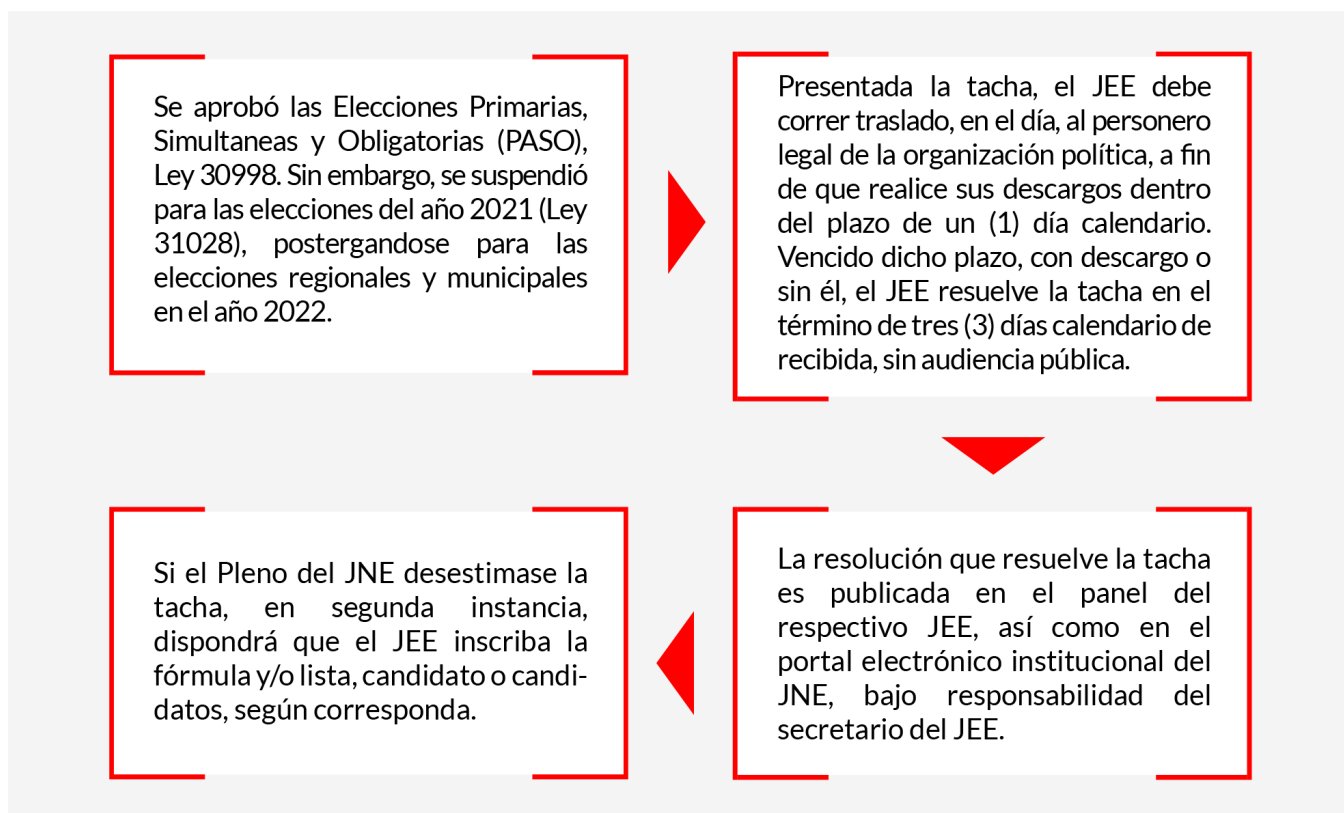 Se aprobó las Elecciones Primarias,
Simultaneas y Obligatorias (PASO),
Ley 30998. Sin embargo, se suspendió
para las elecciones del año 2021 (Ley
31028), postergandose para las
elecciones regionales y municipales
en el año 2022.
Presentada la tacha, el JEE debe
correr traslado, en el día, al personero
legal de la organización política, a fin
de que realice sus descargos dentro
del plazo de un (1) día calendario.
Vencido dicho plazo, con descargo o
sin él, el JEE resuelve la tacha en el
término de tres (3) días calendario de
recibida, sin audiencia pública.
La resolución que resuelve la tacha
es publicada en el panel del
respectivo JEE, así como en el
portal electrónico institucional del
JNE, bajo responsabilidad del
secretario del JEE.
Si el Pleno del JNE desestimase la
tacha, en segunda instancia,
dispondrá que el JEE inscriba la
fórmula y/o lista, candidato o candi-
datos, según corresponda.